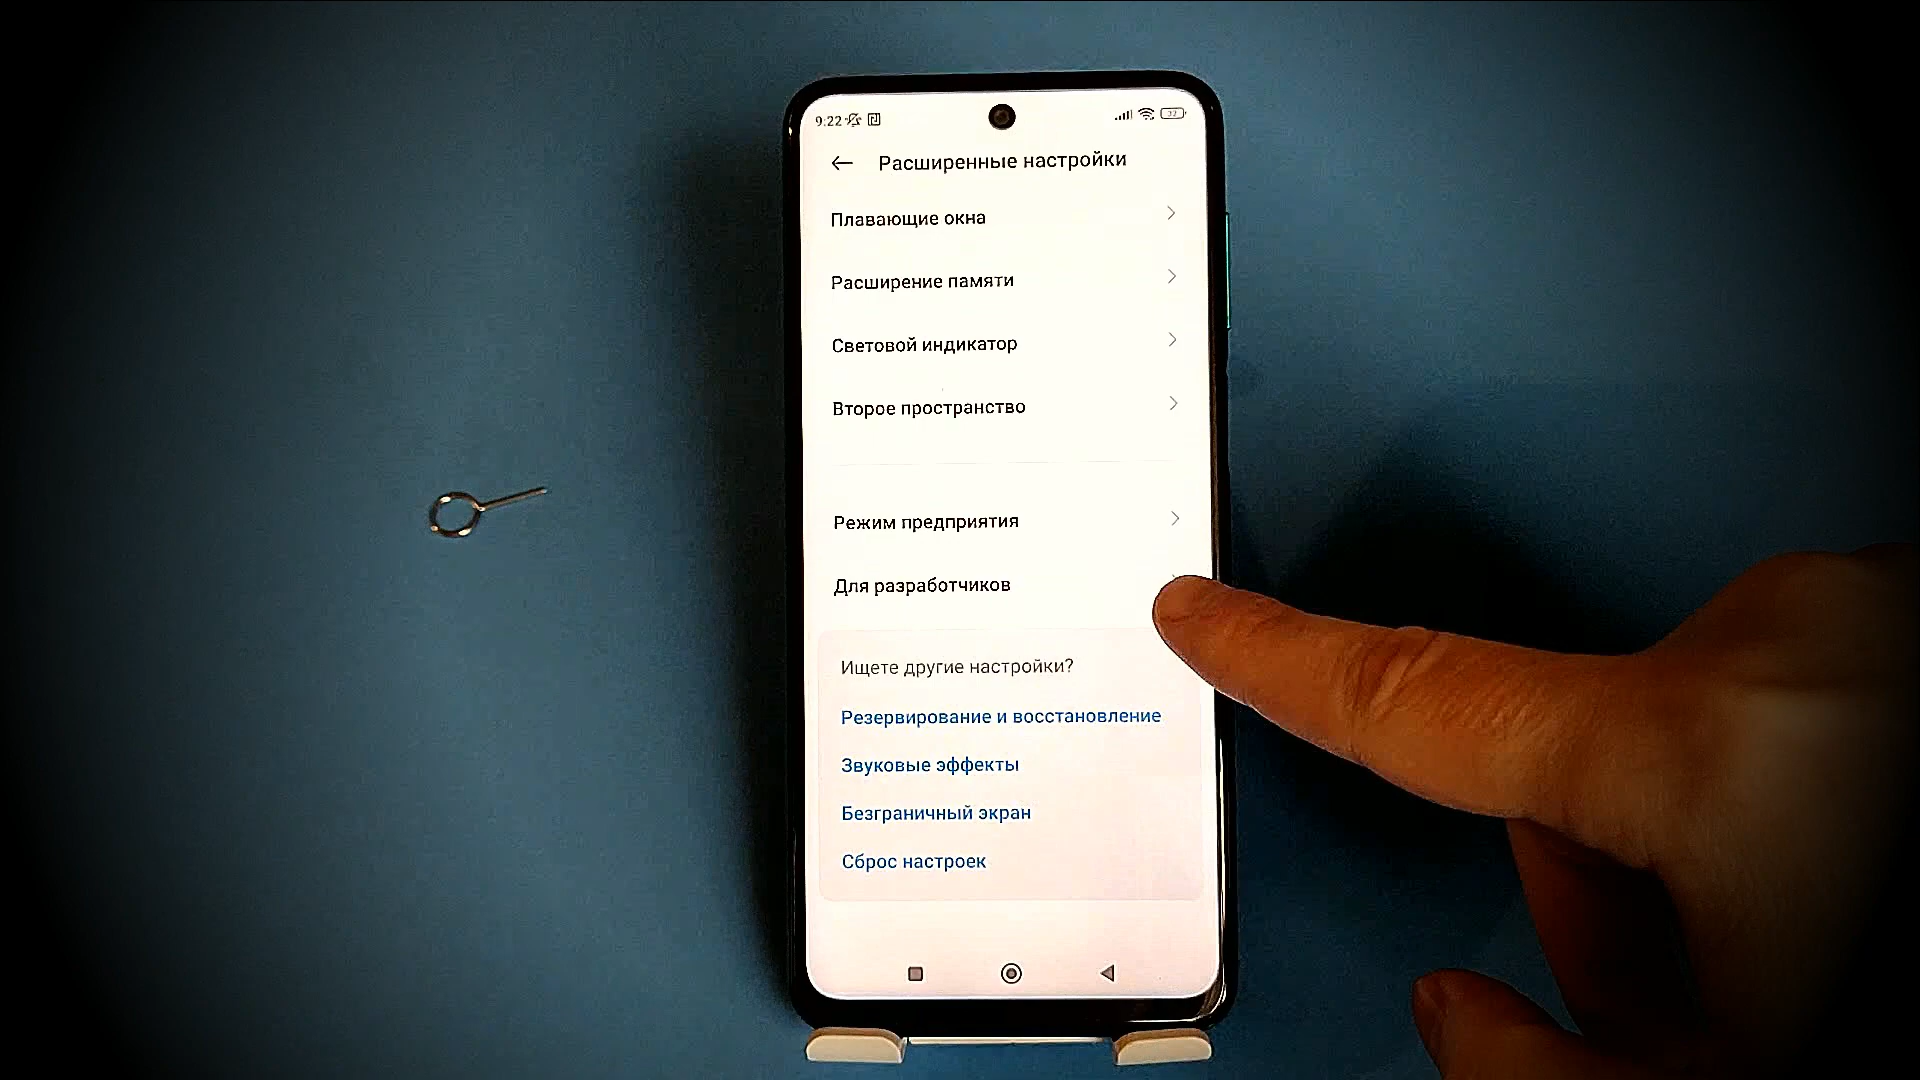 9:22
Расширенные настройки
Плавающие окна
Расширение памяти
Световой индикатор
Второе пространство
Режим предприятия
Для разработчиков
Ищете другие настройки?
Резервирование и восстановление
Звуковые эффекты
Безграничный экран
Сброс настроек